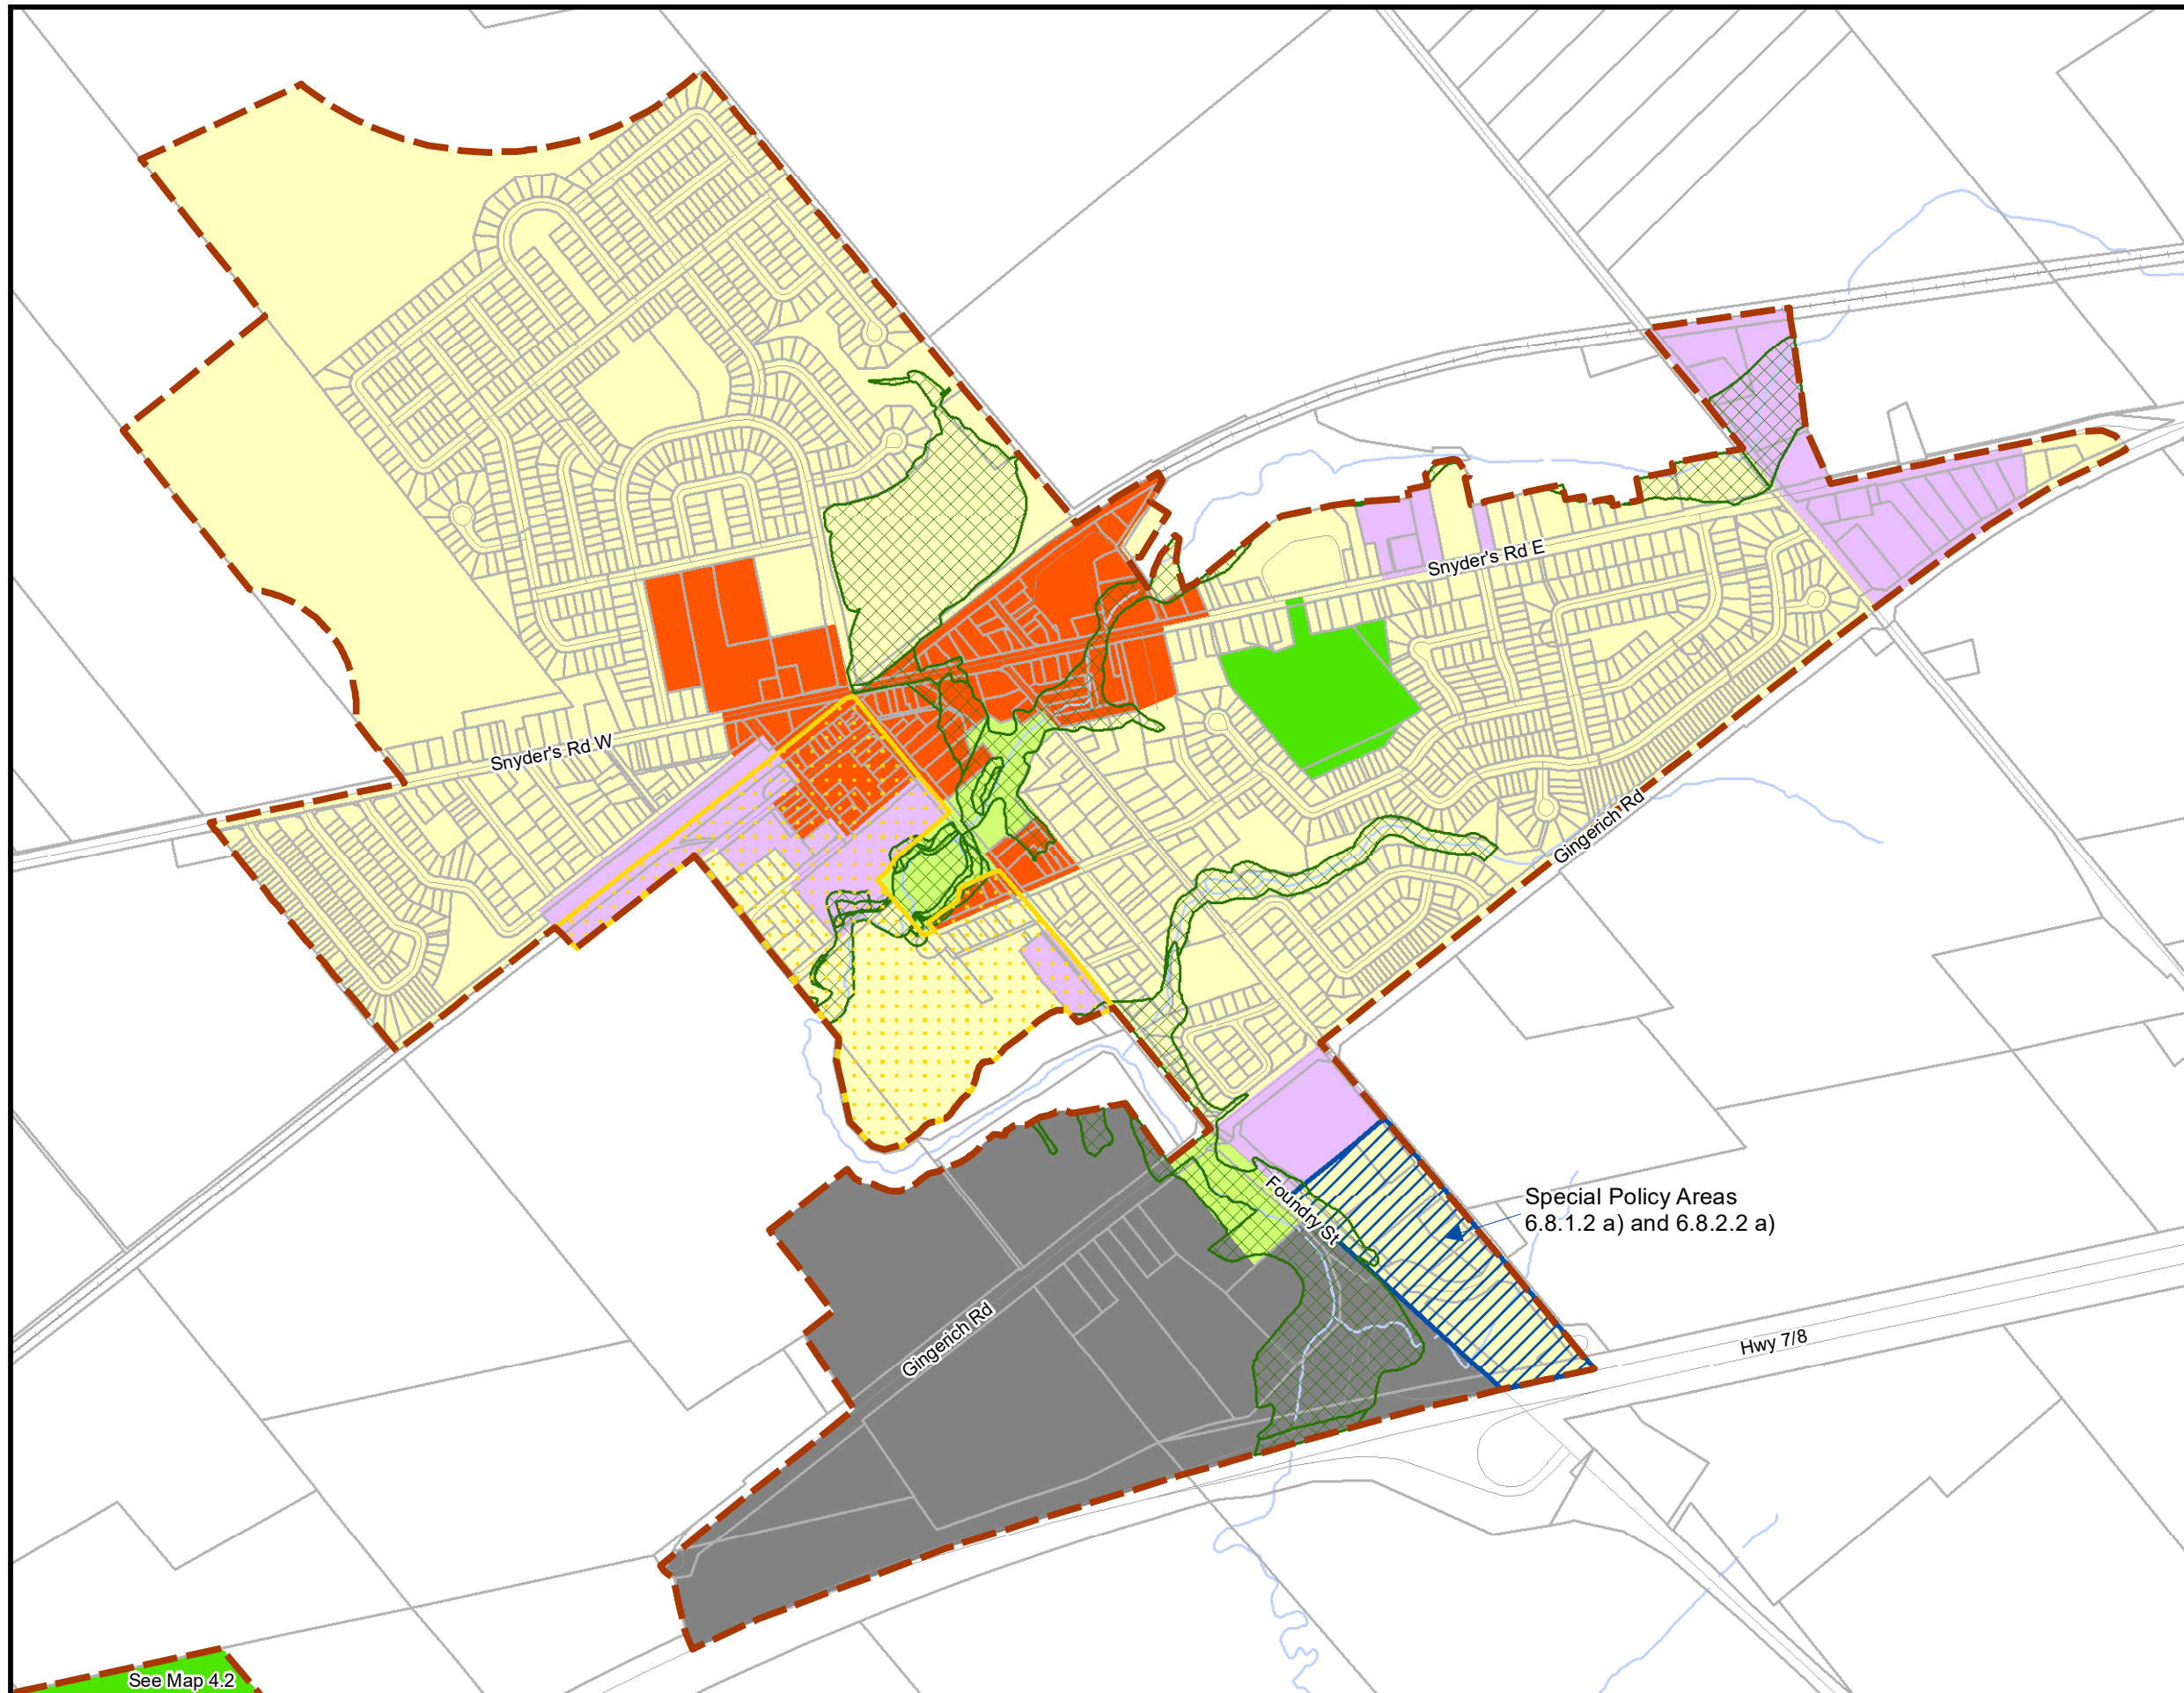 Snyder's Rd E
Snyder's Rd W
Gingerich Rd
Special Policy Areas
6.8.1.2 a) and 6.8.2.2 a)
Foundry St
Gingerich Rd
Hwy 7/8
See Map 4.2